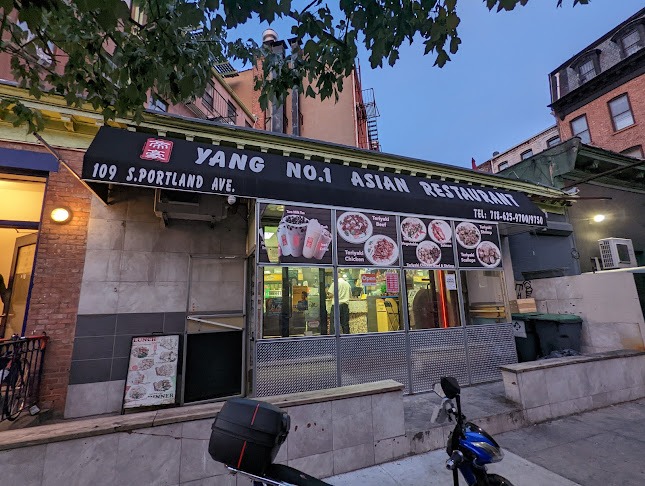 YANG NO.1 ASIAN RESTAURANT
109 S.PORTLAND AVE.
TEL: 718-625-9700/9750
Teriyaki
Beef
Teriyaki
Chicken
Teriyaki
Shrimp
Teriyaki
Scallops
LUNCH
DINNER